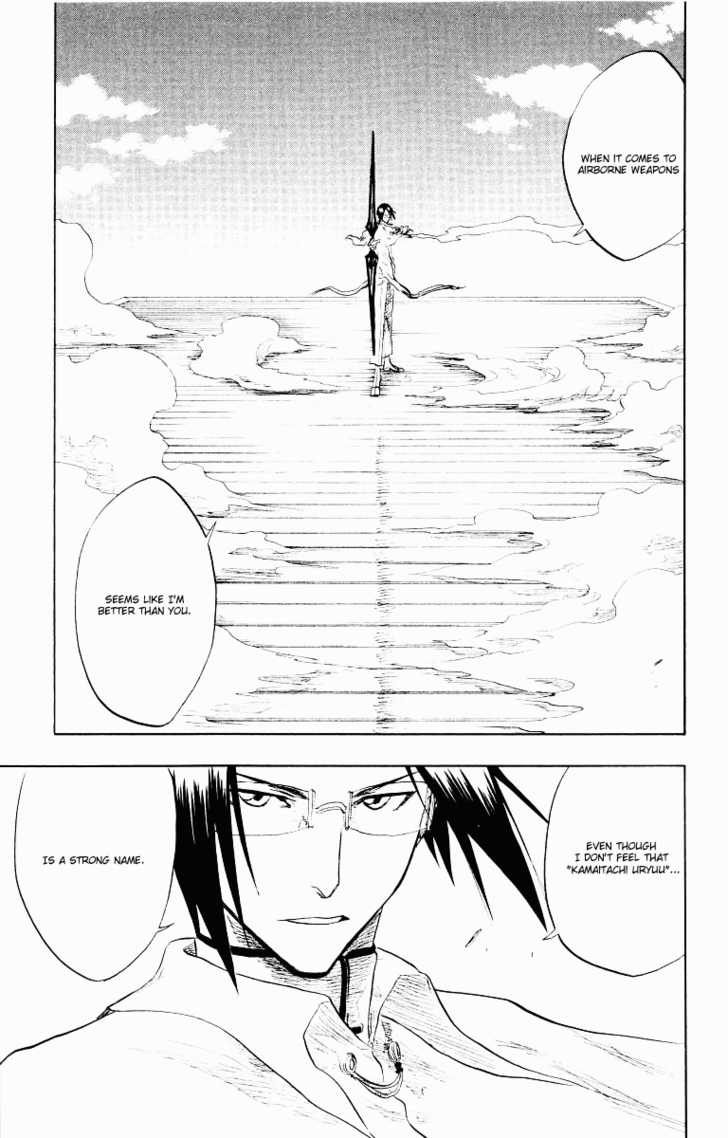 WHEN IT COMES TO
AIRBORNE WEAPONS
SEEMS LIKE I'M
BETTER THAN YOU.
EVEN THOUGH
I DON'T FEEL THAT
"KAMAITACHI URYUU"...
IS A STRONG NAME.